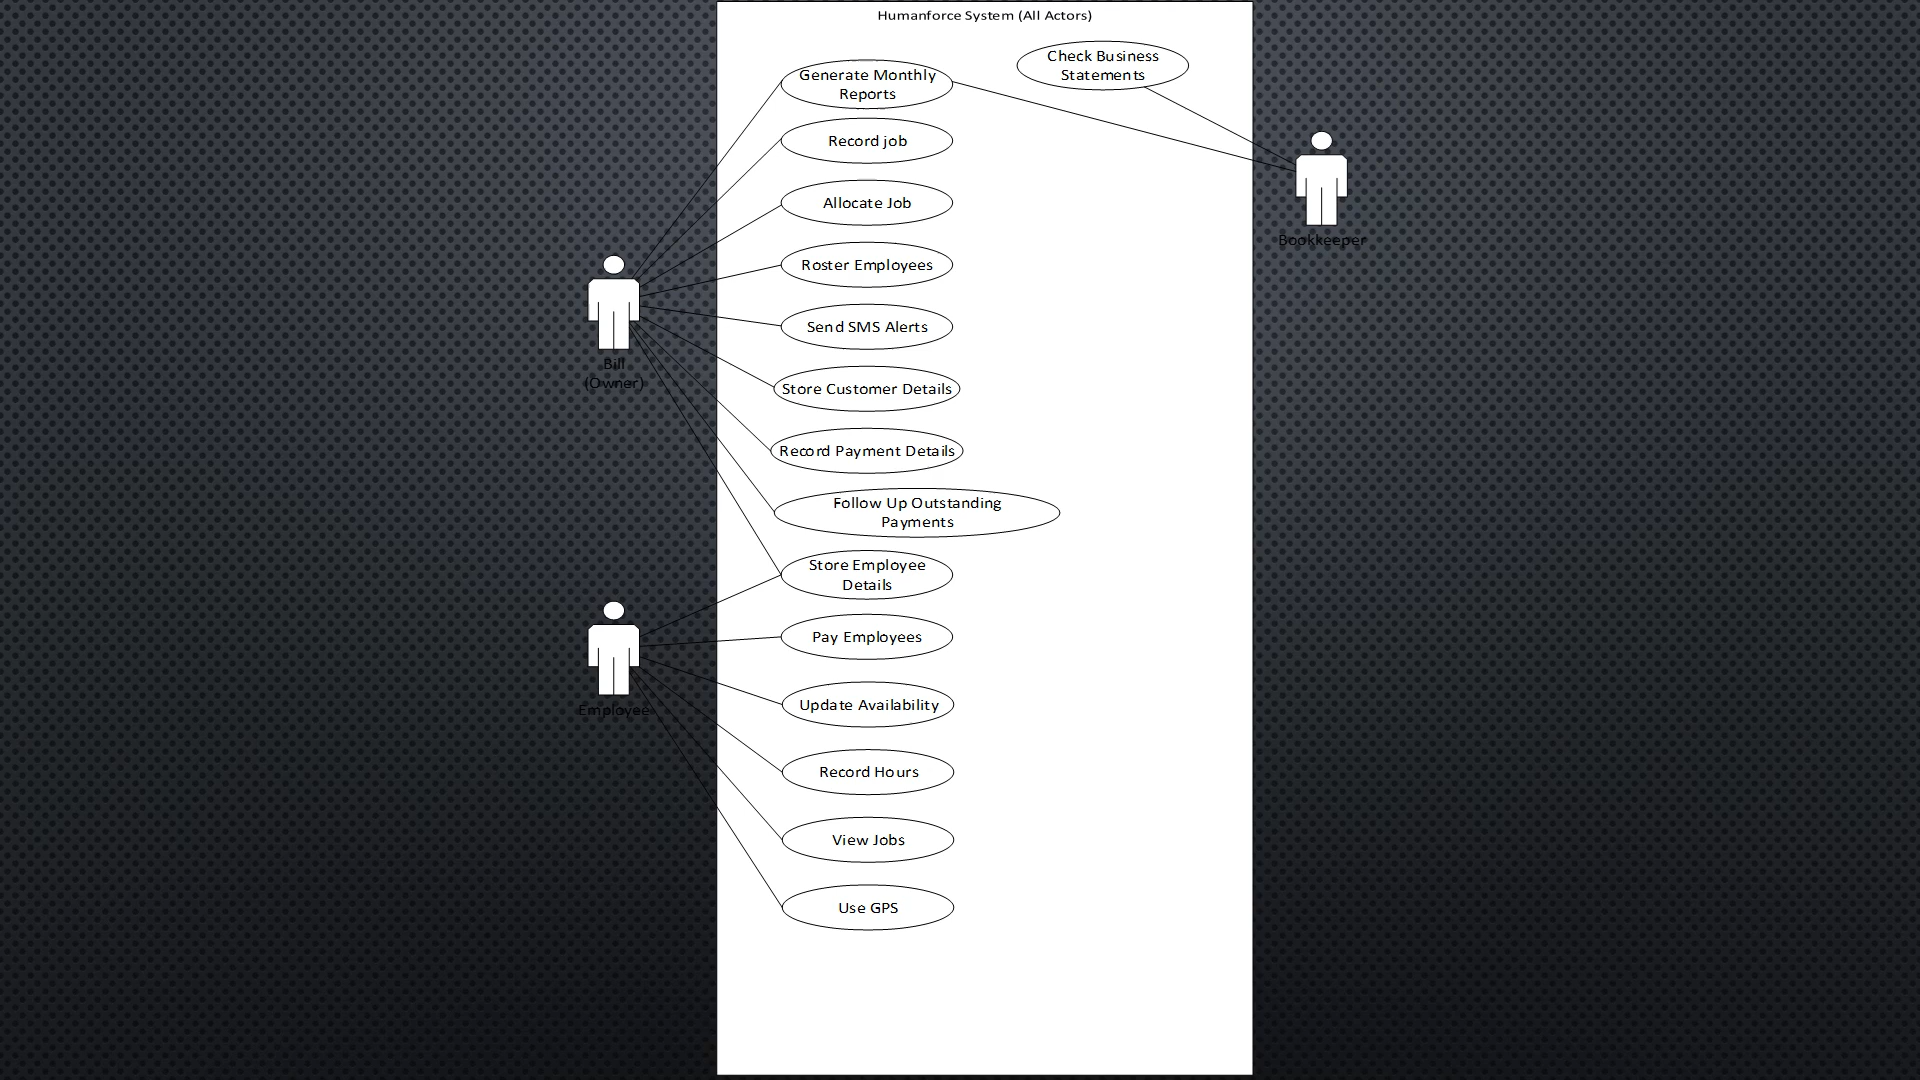 Humanforce System (All Actors)
Check Business
Statements
Generate Monthly
Reports
Record job
Allocate Job
Bookkeeper
Roster Employees
Send SMS Alerts
Bill
(Owner)
Store Customer Details
Record Payment Details
Follow Up Outstanding
Payments
Store Employee
Details
Pay Employees
Update Availability
Employee
Record Hours
View Jobs
Use GPS